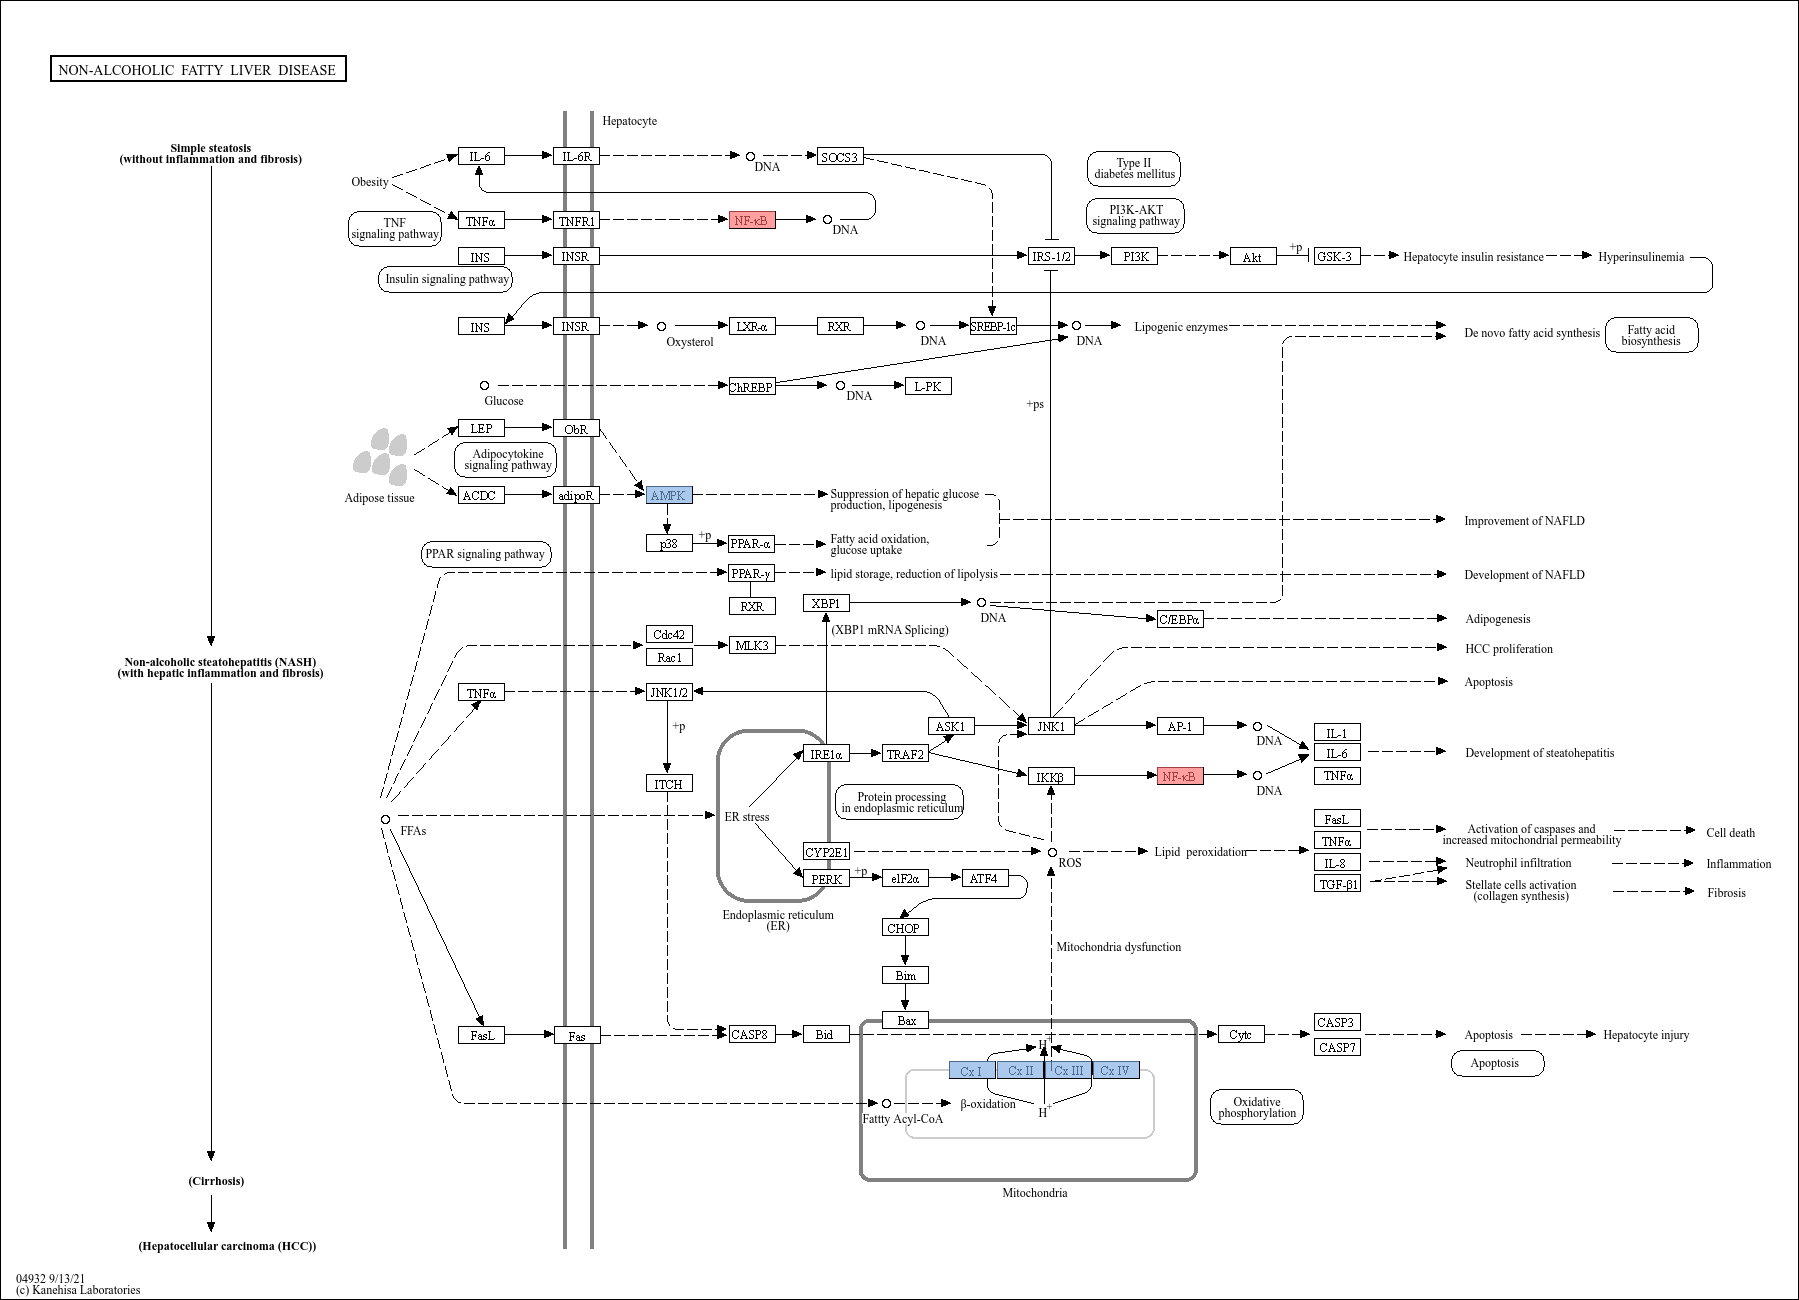 NON-ALCOHOLIC FATTY LIVER DISEASE
Hepatocyte
Simple steatosis
(without inflammation and fibrosis)
Obesity
IL-6
IL-6R
DNA
SOCS3
Type II
diabetes mellitus
TNF
signaling pathway
TNFα
TNFR1
NF-κB
DNA
PI3K-AKT
signaling pathway
INS
INSR
IRS-1/2
PI3K
Akt
+p
GSK-3
Hepatocyte insulin resistance
Hyperinsulinemia
Insulin signaling pathway
INS
INSR
Oxysterol
LXR-α
RXR
DNA
SREBP-1c
DNA
Lipogenic enzymes
De novo fatty acid synthesis
Fatty acid
biosynthesis
Glucose
ChREBP
DNA
L-PK
+ps
LEP
ObR
Adipocytokine
signaling pathway
Adipose tissue
ACDC
adipoR
AMPK
Suppression of hepatic glucose
production, lipogenesis
Improvement of NAFLD
p38
+p
PPAR-α
Fatty acid oxidation,
glucose uptake
PPAR signaling pathway
PPAR-γ
lipid storage, reduction of lipolysis
Development of NAFLD
RXR
XBP1
DNA
C/EBPα
Adipogenesis
(XBP1 mRNA Splicing)
Cdc42
Rac1
MLK3
HCC proliferation
Non-alcoholic steatohepatitis (NASH)
(with hepatic inflammation and fibrosis)
TNFα
JNK1/2
Apoptosis
+p
ASK1
JNK1
AP-1
DNA
IL-1
IL-6
TNFα
Development of steatohepatitis
IRE1α
TRAF2
IKKβ
NF-κB
DNA
ITCH
Protein processing
in endoplasmic reticulum
ER stress
FFAs
CYP2E1
ROS
Lipid peroxidation
FasL
TNFα
IL-8
TGF-β1
Activation of caspases and
increased mitochondrial permeability
Cell death
Neutrophil infiltration
Inflammation
Stellate cells activation
(collagen synthesis)
Fibrosis
PERK
+p
eIF2α
ATF4
Endoplasmic reticulum
(ER)
CHOP
Mitochondria dysfunction
Bim
Bax
FasL
Fas
CASP8
Bid
Cytc
CASP3
CASP7
Apoptosis
Hepatocyte injury
Apoptosis
H+
Cx I
Cx II
Cx III
Cx IV
β-oxidation
H+
Fattty Acyl-CoA
Oxidative
phosphorylation
Mitochondria
(Cirrhosis)
(Hepatocellular carcinoma (HCC))
04932 9/13/21
(c) Kanehisa Laboratories